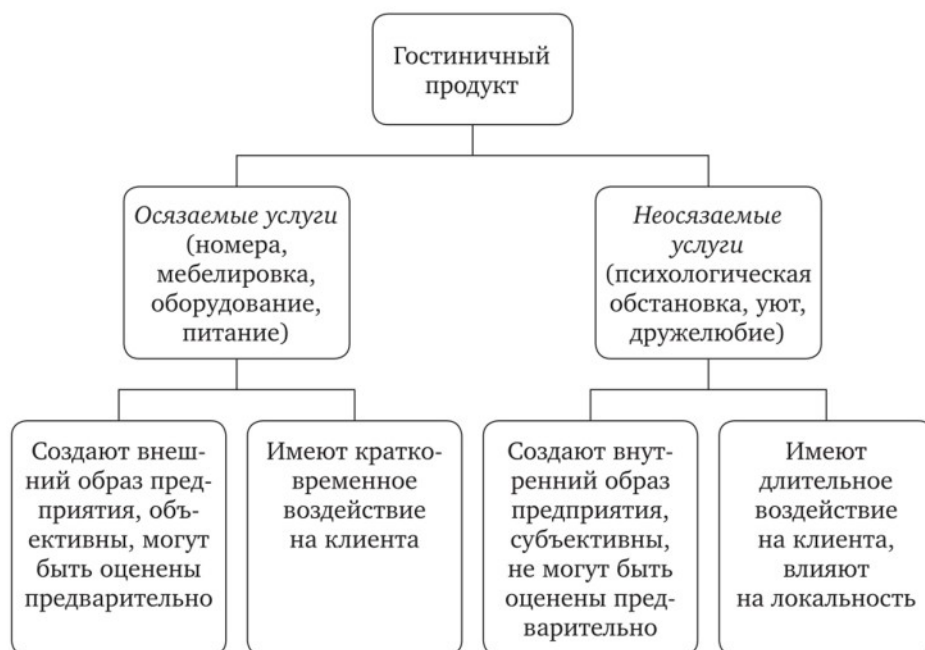 Гостиничный
продукт
Осязаемые услуги
(номера,
мебелировка,
оборудование,
питание)
Неосязаемые
услуги
(психологическая
обстановка, уют,
дружелюбие)
Создают внеш-
ний образ пред-
приятия, объ-
ективны, могут
быть оценены
предварительно
Имеют кратко-
временное
воздействие
на клиента
Создают внут-
ренний образ
предприятия,
субъективны,
не могут быть
оценены пред-
варительно
Имеют
длительное
воздействие
на клиента,
влияют
на локальность